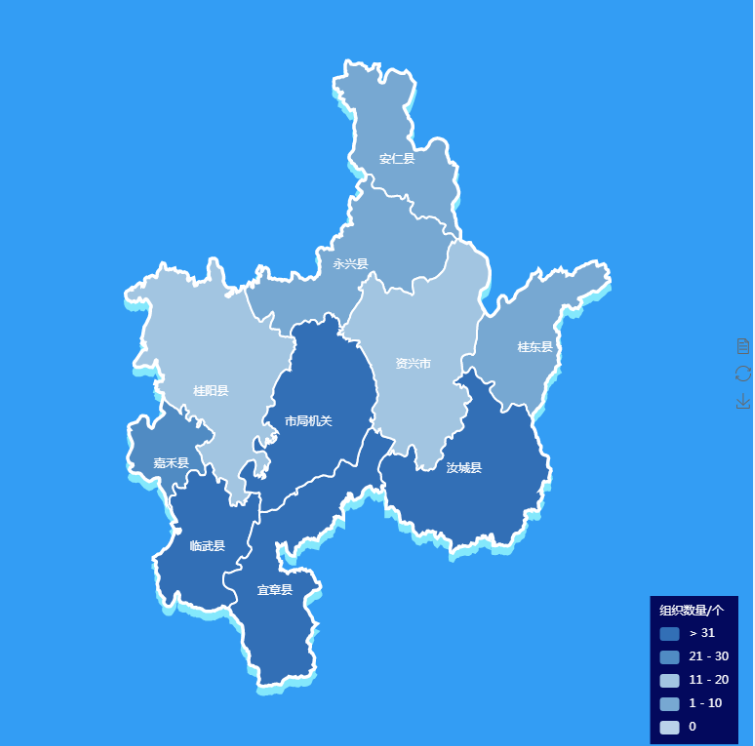 安仁县
永兴县
桂东县
资兴市
桂阳县
市局机关
嘉禾县
汝城县
临武县
宜章县
组织数量/个
> 31
21 - 30
11 - 20
1 - 10
0